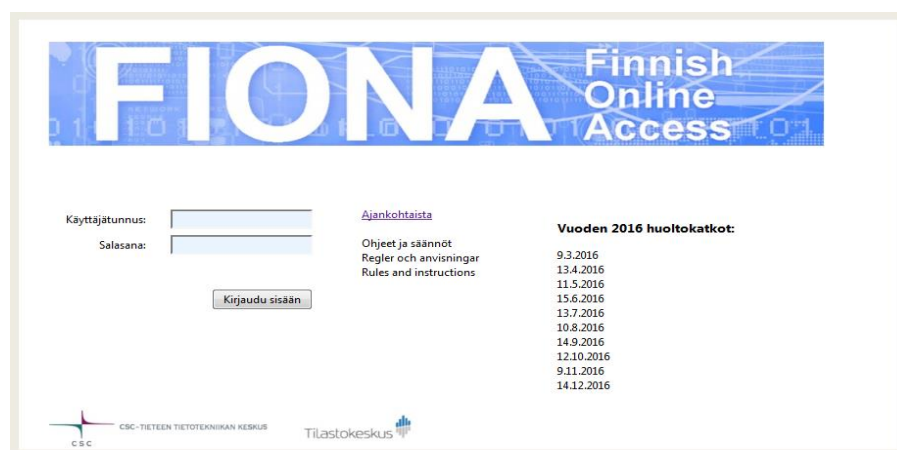 FIONA
Finnish
Online
Access
Käyttäjätunnus:
Salasana:
Kirjaudu sisään
Ajankohtaista
Ohjeet ja säännöt
Regler och anvisningar
Rules and instructions
Vuoden 2016 huoltokatkot:
9.3.2016
13.4.2016
11.5.2016
15.6.2016
13.7.2016
10.8.2016
14.9.2016
12.10.2016
9.11.2016
14.12.2016
CSC
CSC-TIETEEN TIETOTEKNIIKAN KESKUS
Tilastokeskus